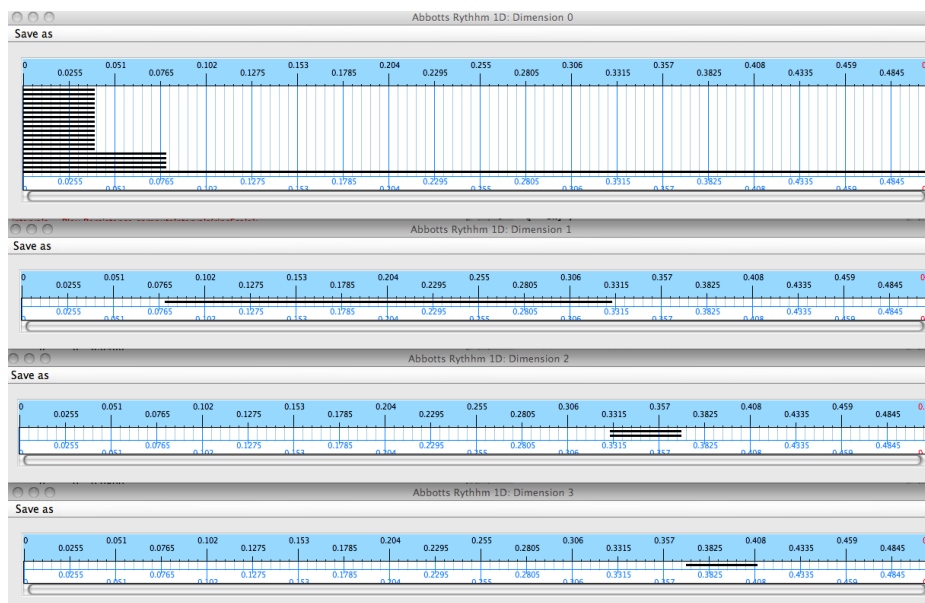 Abbotts Rythhm 1D: Dimension 0
Save as
0 0.051 0.102 0.153 0.204 0.255 0.306 0.357 0.408 0.459
0.0255 0.0765 0.1275 0.1785 0.2295 0.2805 0.3315 0.3825 0.4335 0.4845
0.0255 0.0765 0.1275 0.1785 0.2295 0.2805 0.3315 0.3825 0.4335 0.4845
0.051 0.102 0.153 0.204 0.255 0.306 0.357 0.408 0.459
Abbotts Rythhm 1D: Dimension 1
Save as
0 0.051 0.102 0.153 0.204 0.255 0.306 0.357 0.408 0.459
0.0255 0.0765 0.1275 0.1785 0.2295 0.2805 0.3315 0.3825 0.4335 0.4845
0.0255 0.0765 0.1275 0.1785 0.2295 0.2805 0.3315 0.3825 0.4335 0.4845
0.051 0.102 0.153 0.204 0.255 0.306 0.357 0.408 0.459
Abbotts Rythhm 1D: Dimension 2
Save as
0 0.051 0.102 0.153 0.204 0.255 0.306 0.357 0.408 0.459
0.0255 0.0765 0.1275 0.1785 0.2295 0.2805 0.3315 0.3825 0.4335 0.4845
0.0255 0.0765 0.1275 0.1785 0.2295 0.2805 0.3315 0.3825 0.4335 0.4845
0.051 0.102 0.153 0.204 0.255 0.306 0.357 0.408 0.459
Abbotts Rythhm 1D: Dimension 3
Save as
0 0.051 0.102 0.153 0.204 0.255 0.306 0.357 0.408 0.459
0.0255 0.0765 0.1275 0.1785 0.2295 0.2805 0.3315 0.3825 0.4335 0.4845
0.0255 0.0765 0.1275 0.1785 0.2295 0.2805 0.3315 0.3825 0.4335 0.4845
0.051 0.102 0.153 0.204 0.255 0.306 0.357 0.408 0.459